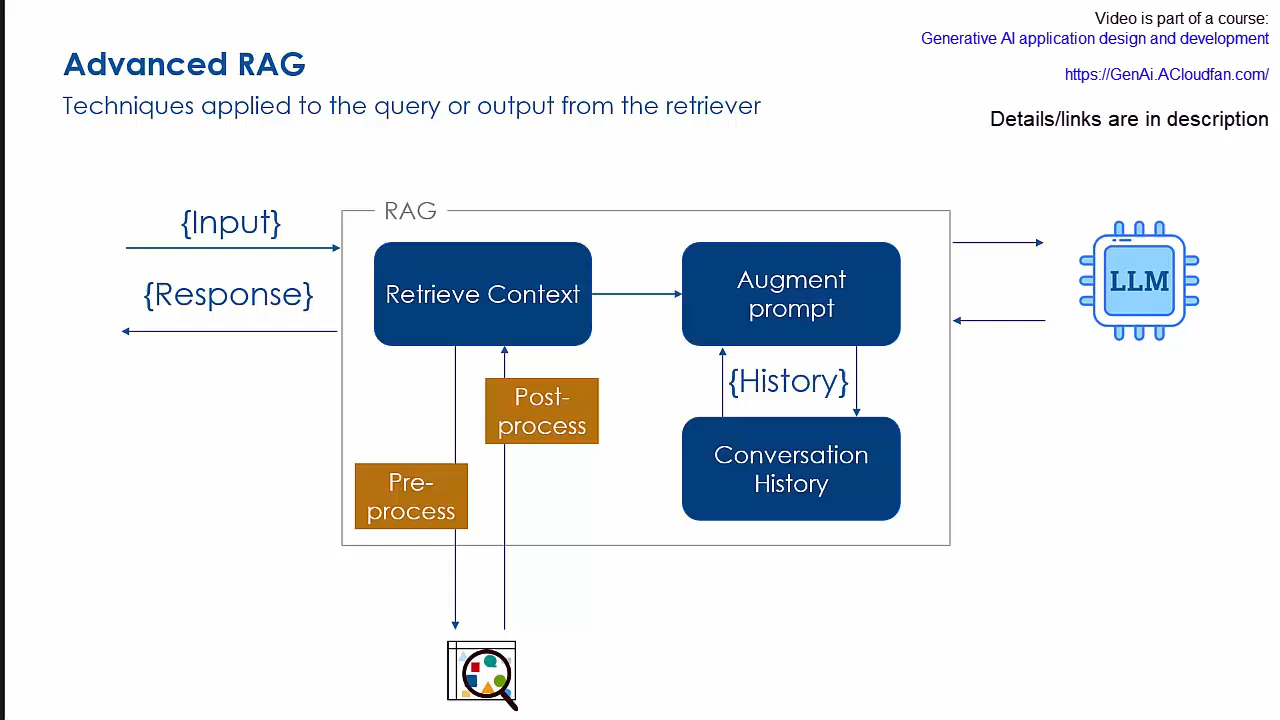 Video is part of a course:
Generative AI application design and development
https://GenAi.ACloudfan.com/
Details/links are in description
Advanced RAG
Techniques applied to the query or output from the retriever
RAG
{Input}
{Response}
Retrieve Context
Augment
prompt
LLM
{History}
Post-
process
Conversation
History
Pre-
process